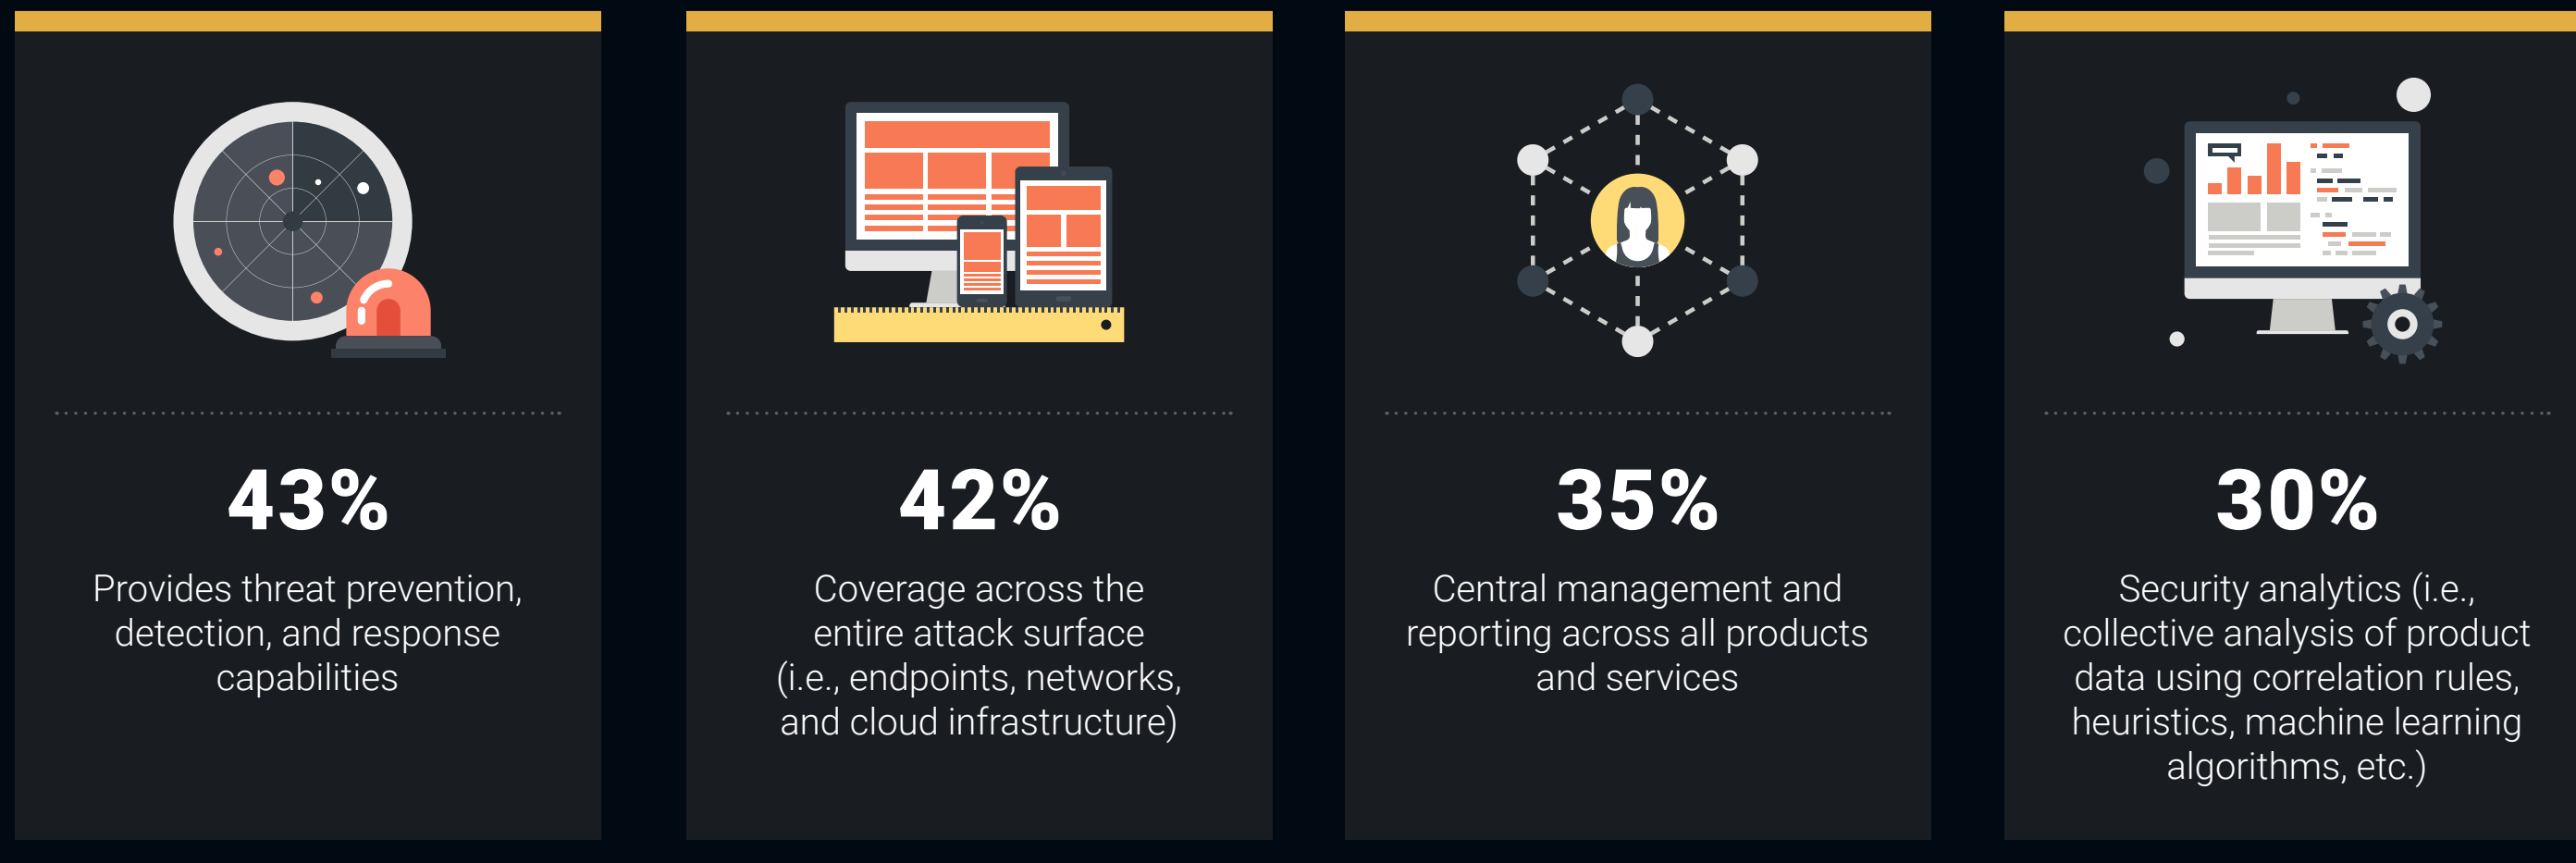 43%
Provides threat prevention,
detection, and response
capabilities
42%
Coverage across the
entire attack surface
(i.e., endpoints, networks,
and cloud infrastructure)
35%
Central management and
reporting across all products
and services
30%
Security analytics (i.e.,
collective analysis of product
data using correlation rules,
heuristics, machine learning
algorithms, etc.)